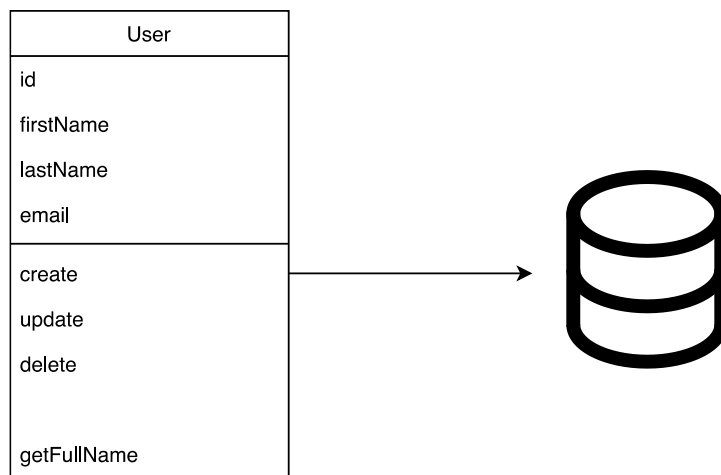 User
id
firstName
lastName
email
create
update
delete
getFullName